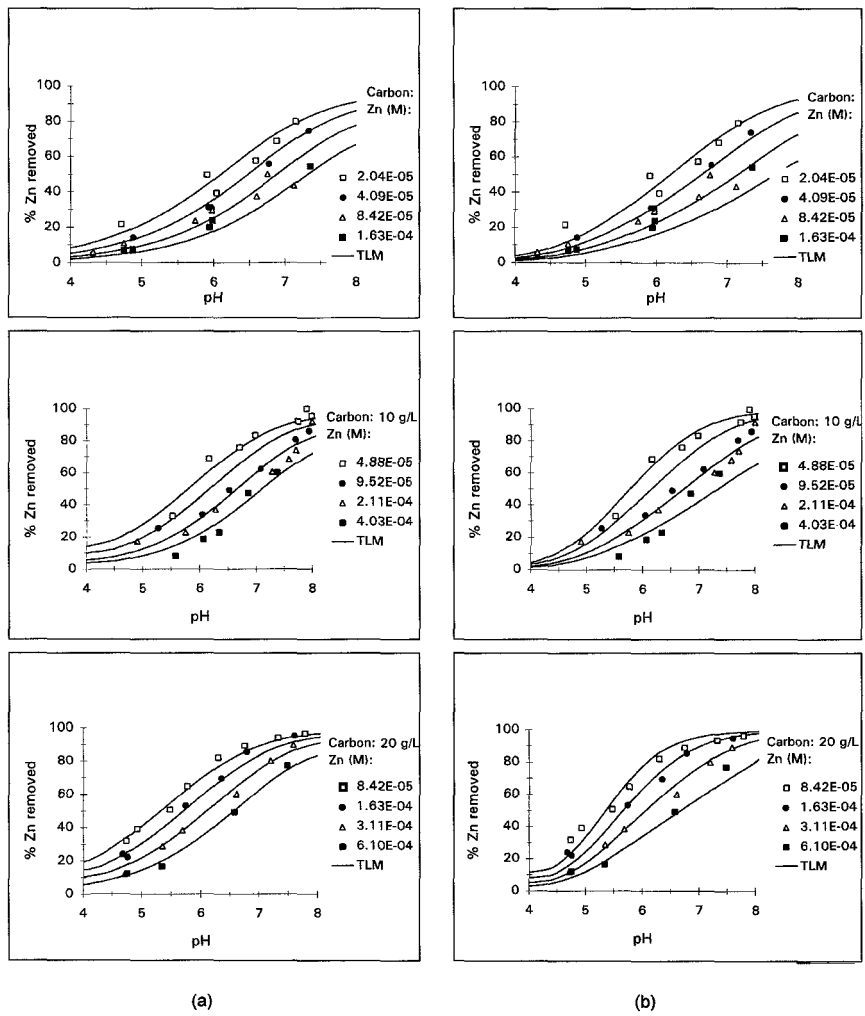 100
80
60
40
20
0
% Zn removed
4 5 6 7 8
pH
Carbon:
Zn (M):
2.04E-05
4.09E-05
8.42E-05
1.63E-04
TLM
100
80
60
40
20
0
% Zn removed
4 5 6 7 8
pH
Carbon:
Zn (M):
2.04E-05
4.09E-05
8.42E-05
1.63E-04
TLM
100
80
60
40
20
0
% Zn removed
4 5 6 7 8
pH
Carbon: 10 g/L
Zn (M):
4.88E-05
9.52E-05
2.11E-04
4.03E-04
TLM
100
80
60
40
20
0
% Zn removed
4 5 6 7 8
pH
Carbon: 10 g/L
Zn (M):
4.88E-05
9.52E-05
2.11E-04
4.03E-04
TLM
100
80
60
40
20
0
% Zn removed
4 5 6 7 8
pH
Carbon: 20 g/L
Zn (M):
8.42E-05
1.63E-04
3.11E-04
6.10E-04
TLM
100
80
60
40
20
0
% Zn removed
4 5 6 7 8
pH
Carbon: 20 g/L
Zn (M):
8.42E-05
1.63E-04
3.11E-04
6.10E-04
TLM
(a)
(b)